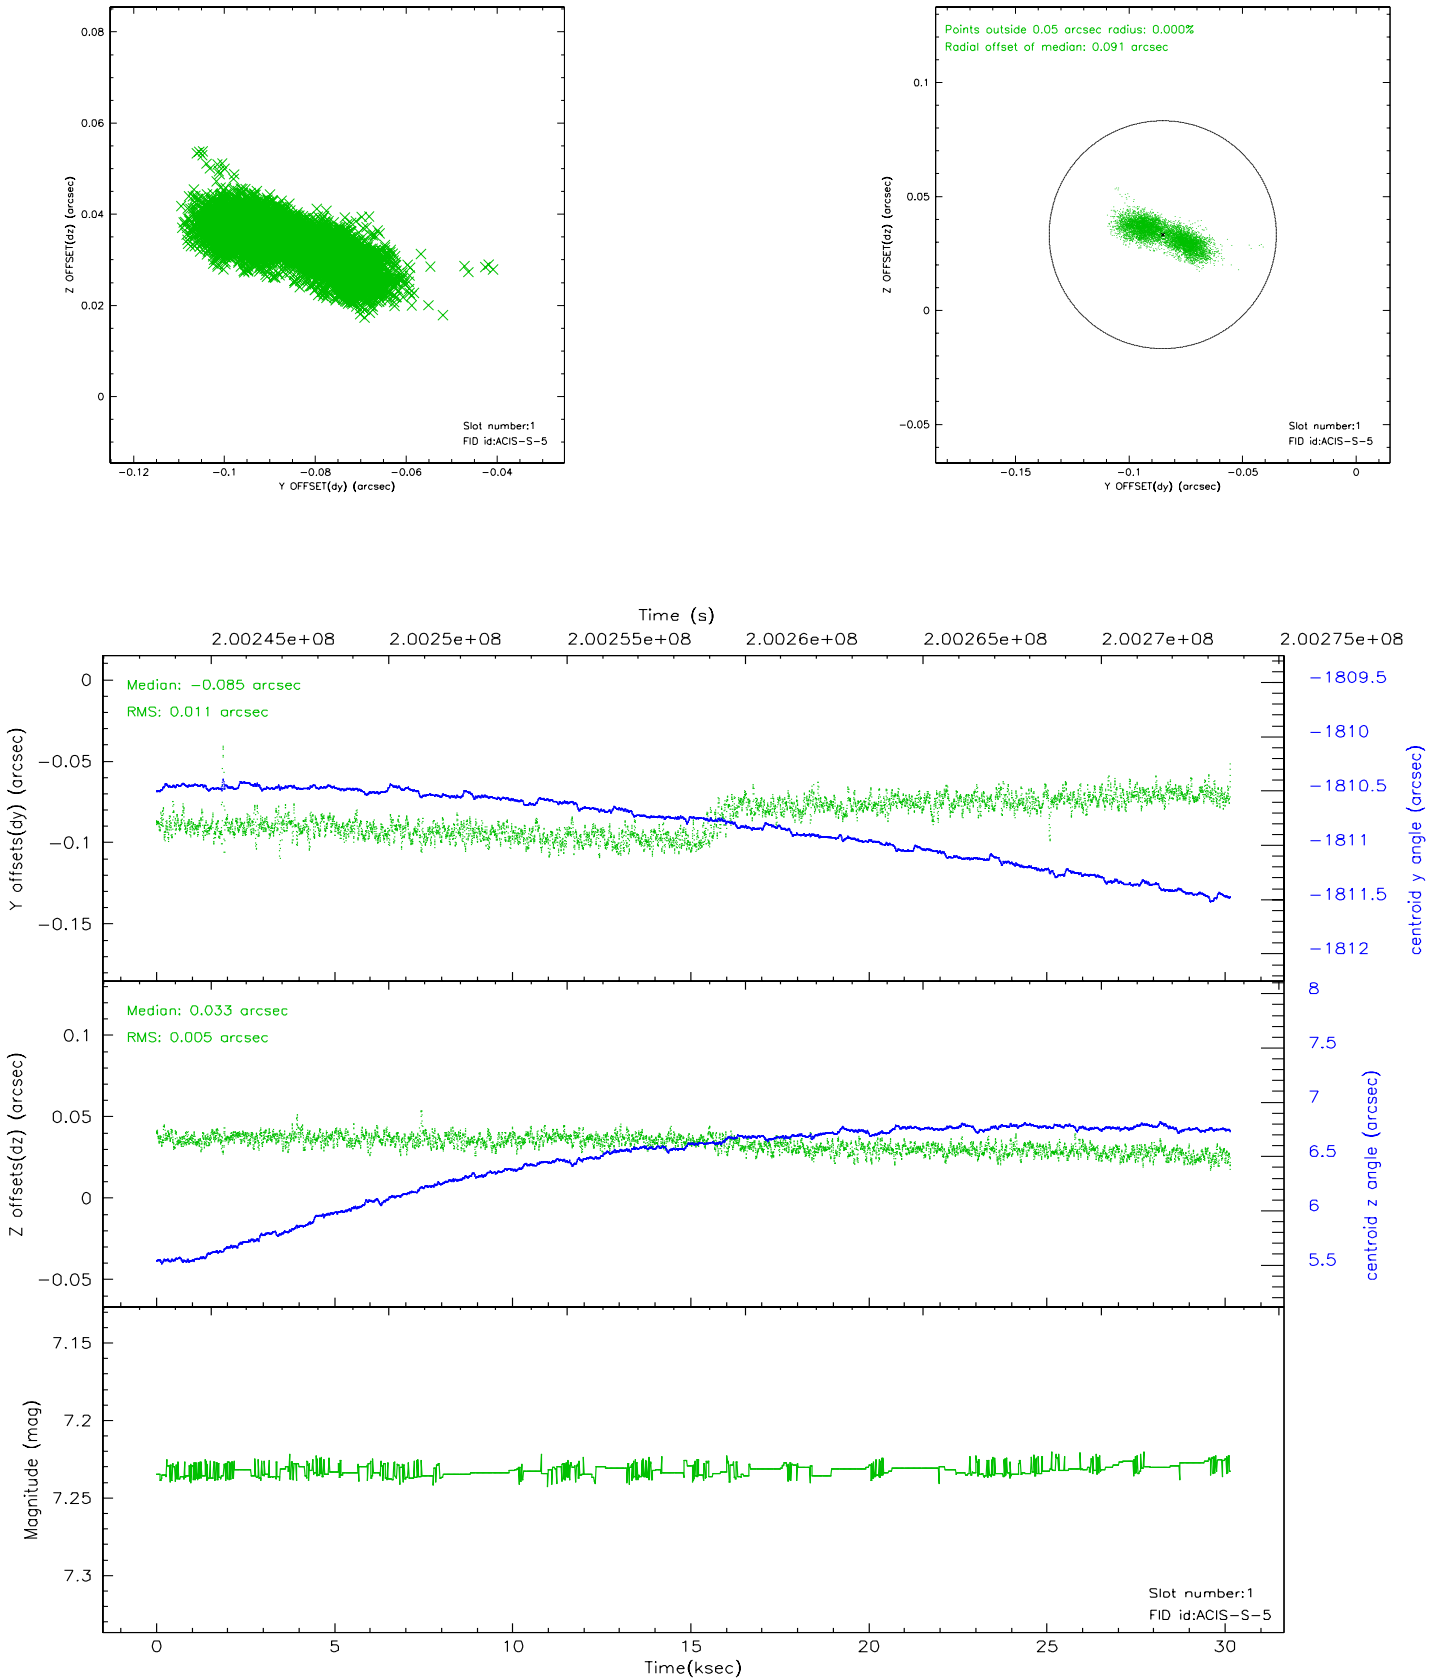 0.08
0.06
0.04
0.02
0
Z OFFSET(dz) (arcsec)
Slot number:1
FID id:ACIS-S-5
-0.12
-0.1
-0.08
-0.06
-0.04
Y OFFSET(dy) (arcsec)
Points outside 0.05 arcsec radius: 0.000%
Radial offset of median: 0.091 arcsec
0.1
0.05
0
-0.05
Z OFFSET(dz) (arcsec)
Slot number:1
FID id:ACIS-S-5
-0.15
-0.1
-0.05
0
Y OFFSET(dy) (arcsec)
Time (s)
2.00245e+08
2.0025e+08
2.00255e+08
2.0026e+08
2.00265e+08
2.0027e+08
2.00275e+08
Median: -0.085 arcsec
RMS: 0.011 arcsec
0
-0.05
-0.1
-0.15
Y offsets(dy) (arcsec)
-1809.5
-1810
-1810.5
-1811
-1811.5
-1812
centroid y angle (arcsec)
Median: 0.033 arcsec
RMS: 0.005 arcsec
0.1
0.05
0
-0.05
Z offsets(dz) (arcsec)
8
7.5
7
6.5
6
5.5
centroid z angle (arcsec)
7.15
7.2
7.25
7.3
Magnitude (mag)
Slot number:1
FID id:ACIS-S-5
0
5
10
15
20
25
30
Time(ksec)